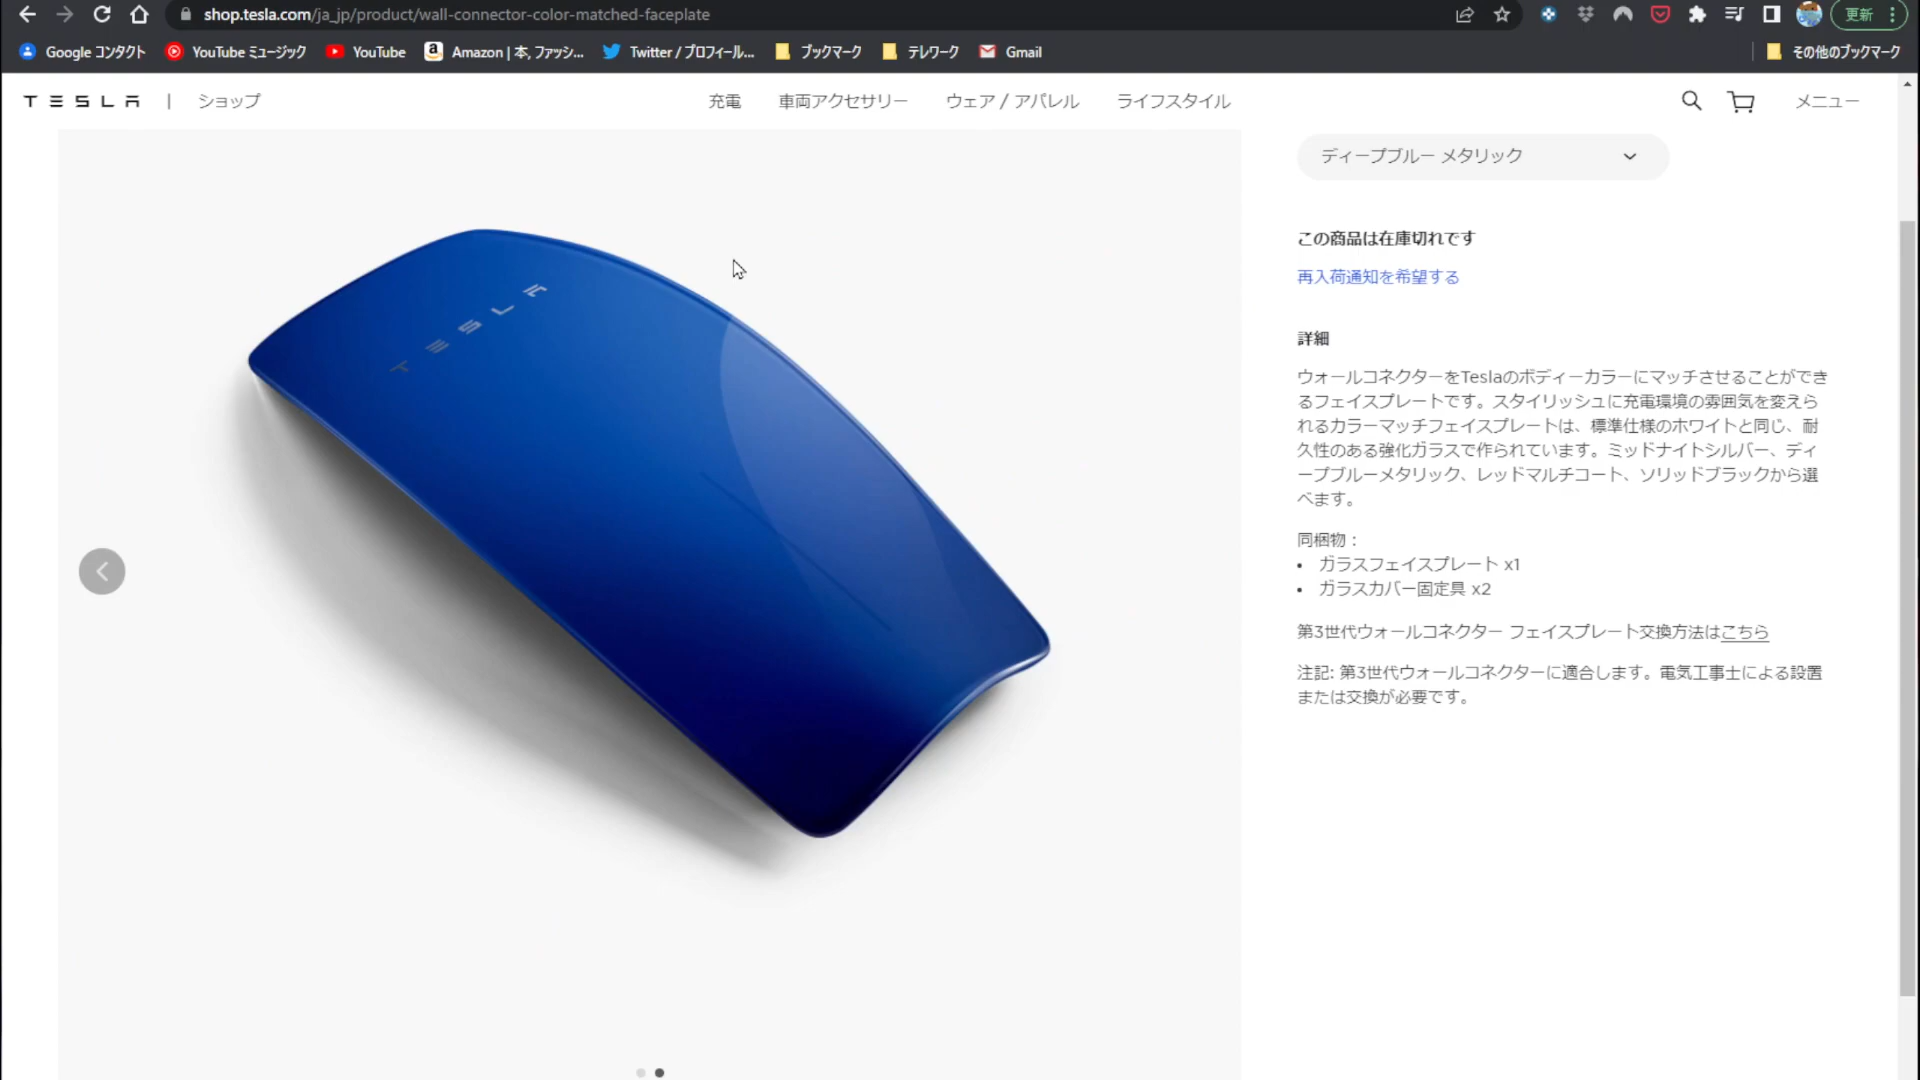 shop.tesla.com/ja_jp/product/wall-connector-color-matched-faceplate
更新
Google コンタクト
YouTube ミュージック
YouTube
Amazon | 本, ファッシ...
Twitter / プロフィール...
ブックマーク
テレワーク
Gmail
その他のブックマーク
TESLA | ショップ
充電
車両アクセサリー
ウェア / アパレル
ライフスタイル
メニュー
TESLA
ディープブルー メタリック
この商品は在庫切れです
再入荷通知を希望する
詳細
ウォールコネクターをTeslaのボディーカラーにマッチさせることができ
るフェイスプレートです。スタイリッシュに充電環境の雰囲気を変えら
れるカラーマッチフェイスプレートは、標準仕様のホワイトと同じ、耐
久性のある強化ガラスで作られています。ミッドナイトシルバー、ディ
ープブルーメタリック、レッドマルチコート、ソリッドブラックから選
べます。
同梱物：
• ガラスフェイスプレート x1
• ガラスカバー固定具 x2
第3世代ウォールコネクター フェイスプレート交換方法はこちら
注記: 第3世代ウォールコネクターに適合します。電気工事士による設置
または交換が必要です。